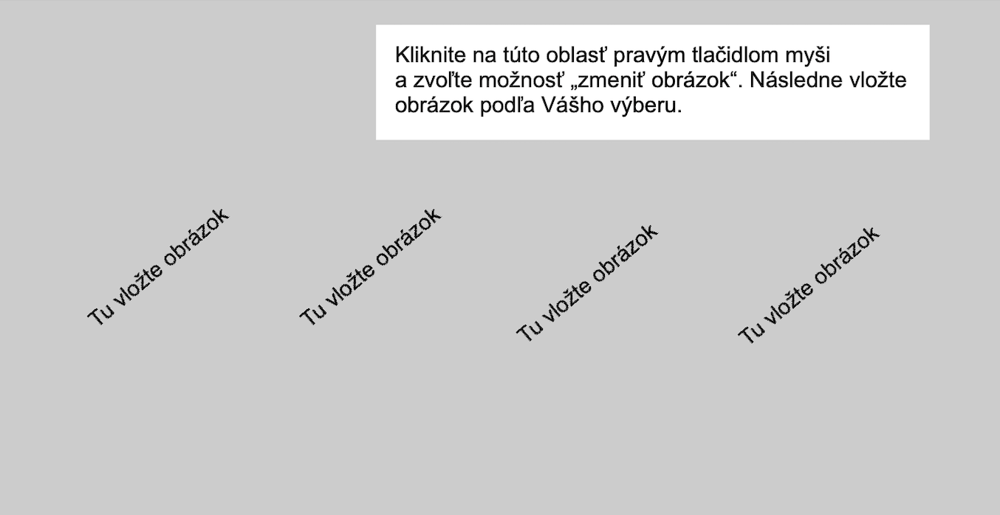 Kliknite na túto oblasť pravým tlačidlom myši
a zvoľte možnosť „zmeniť obrázok“. Následne vložte
obrázok podľa Vášho výberu.
Tu vložte obrázok
Tu vložte obrázok
Tu vložte obrázok
Tu vložte obrázok